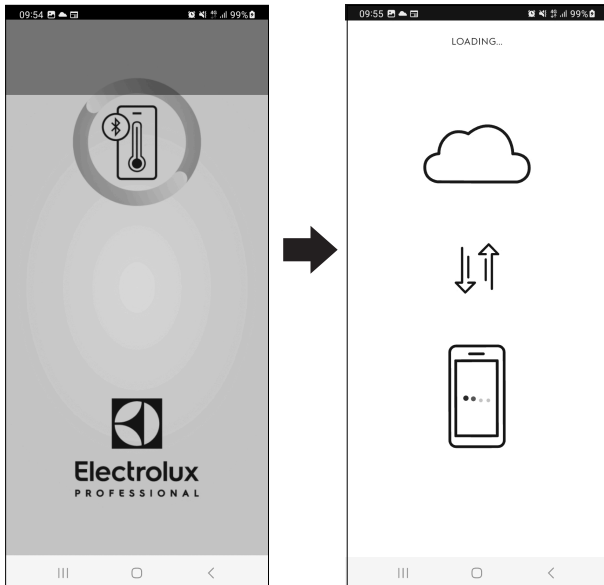 09:54
99%
Electrolux
PROFESSIONAL
09:55
99%
LOADING...